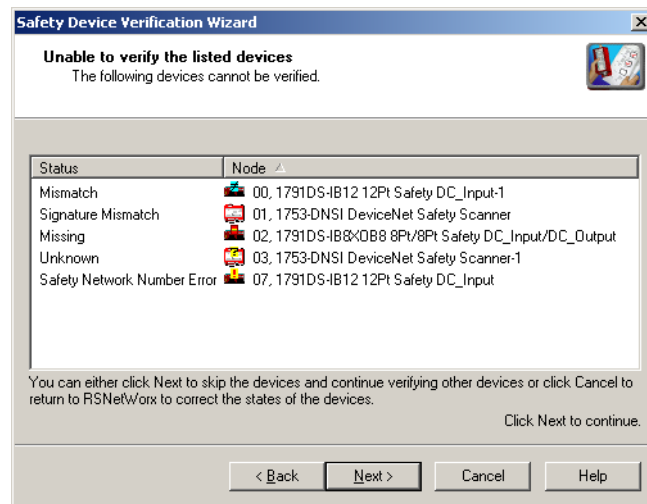 Safety Device Verification Wizard
Unable to verify the listed devices
The following devices cannot be verified.
Status Node
Mismatch 00, 1791DS-IB12 12Pt Safety DC_Input-1
Signature Mismatch 01, 1753-DNSI DeviceNet Safety Scanner
Missing 02, 1791DS-IB8XOB8 8Pt/8Pt Safety DC_Input/DC_Output
Unknown 03, 1753-DNSI DeviceNet Safety Scanner-1
Safety Network Number Error 07, 1791DS-IB12 12Pt Safety DC_Input
You can either click Next to skip the devices and continue verifying other devices or click Cancel to
return to RSNetWorx to correct the states of the devices.
Click Next to continue.
< Back Next > Cancel Help